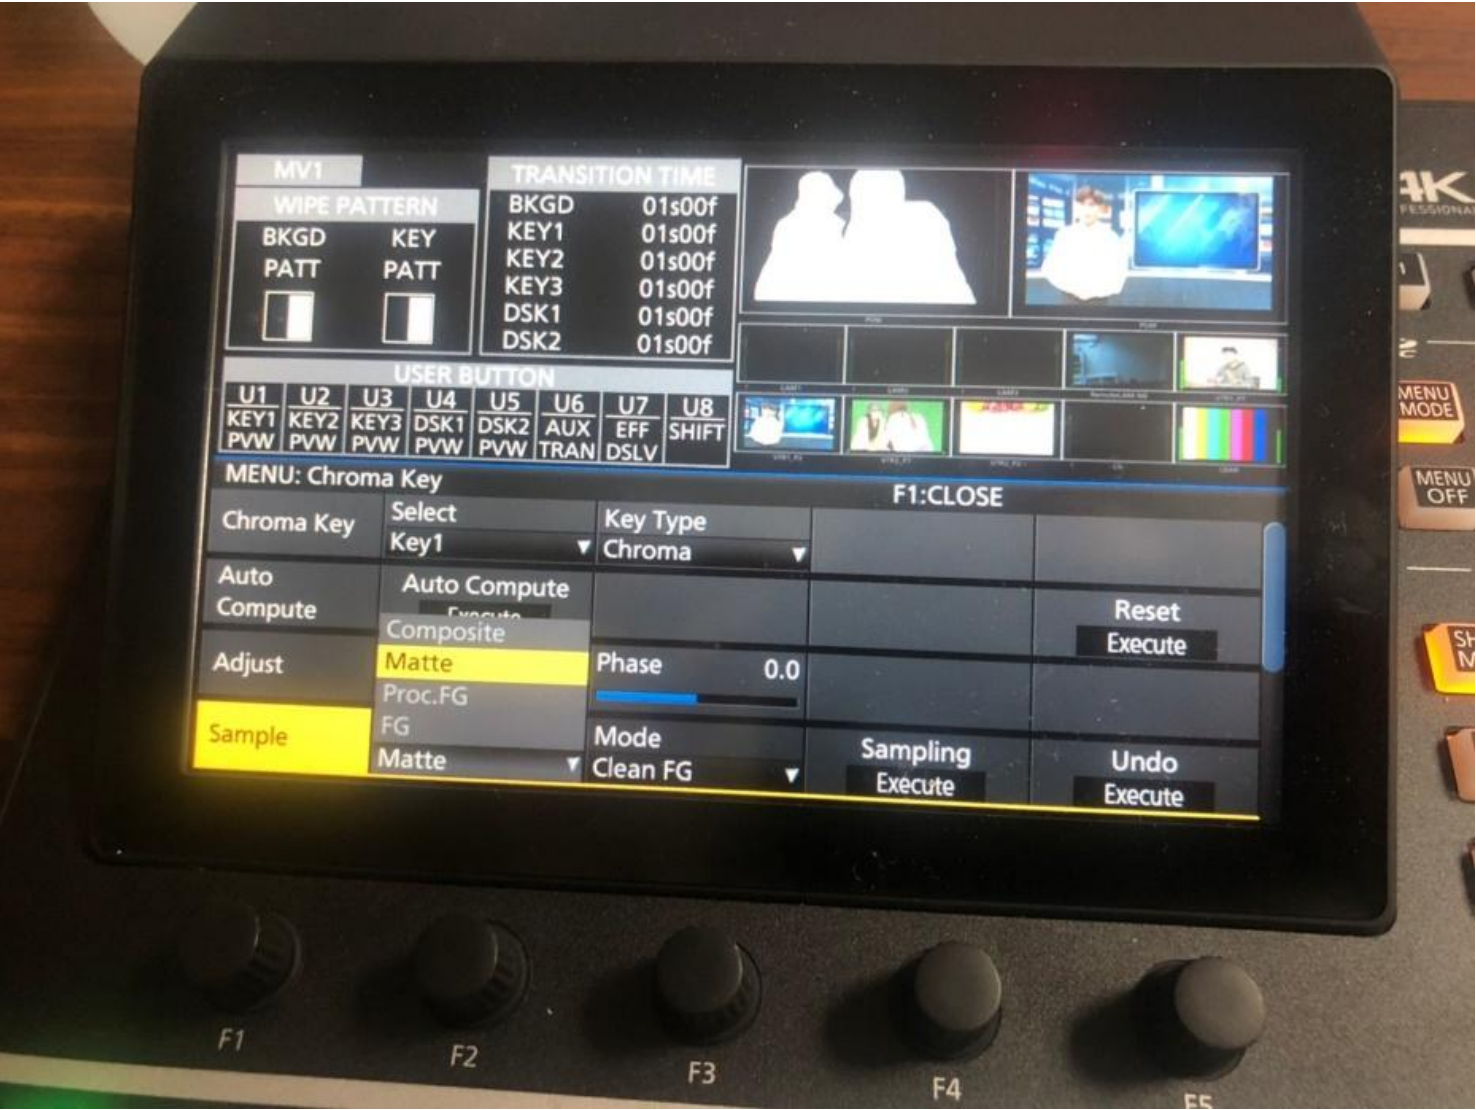 MV1
WIPE PATTERN
BKGD KEY
PATT PATT
TRANSITION TIME
BKGD 01s00f
KEY1 01s00f
KEY2 01s00f
KEY3 01s00f
DSK1 01s00f
DSK2 01s00f
USER BUTTON
U1 U2 U3 U4 U5 U6 U7 U8
KEY1 KEY2 KEY3 DSK1 DSK2 AUX EFF SHIFT
PVW PVW PVW PVW PVW TRAN DSLV
MENU: Chroma Key F1:CLOSE
Chroma Key
Select
Key1
Key Type
Chroma
Auto
Compute
Auto Compute
Execute
Reset
Execute
Adjust
Composite
Matte
Proc.FG
FG
Matte
Phase 0.0
Sample
Mode
Clean FG
Sampling
Execute
Undo
Execute
4K
MENU
MODE
MENU
OFF
F1
F2
F3
F4
F5